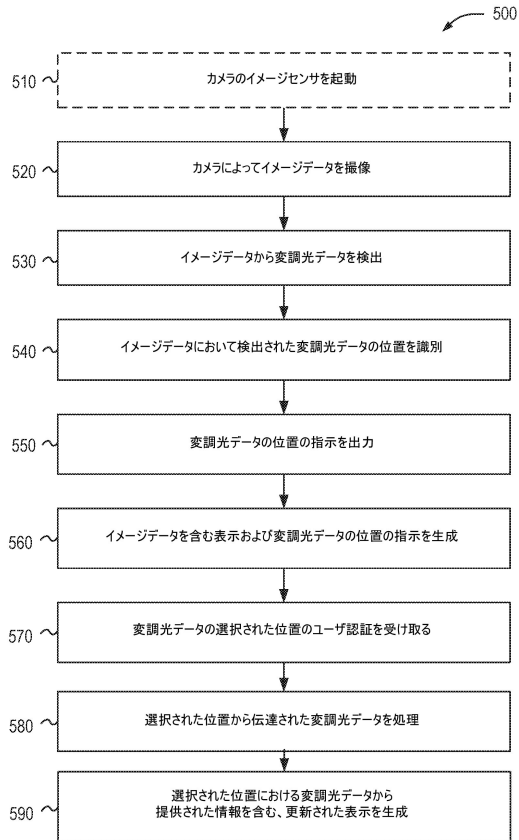 500
510
カメラのイメージセンサを起動
520
カメラによってイメージデータを撮像
530
イメージデータから変調光データを検出
540
イメージデータにおいて検出された変調光データの位置を識別
550
変調光データの位置の指示を出力
560
イメージデータを含む表示および変調光データの位置の指示を生成
570
変調光データの選択された位置のユーザ認証を受け取る
580
選択された位置から伝達された変調光データを処理
590
選択された位置における変調光データから
提供された情報を含む、更新された表示を生成